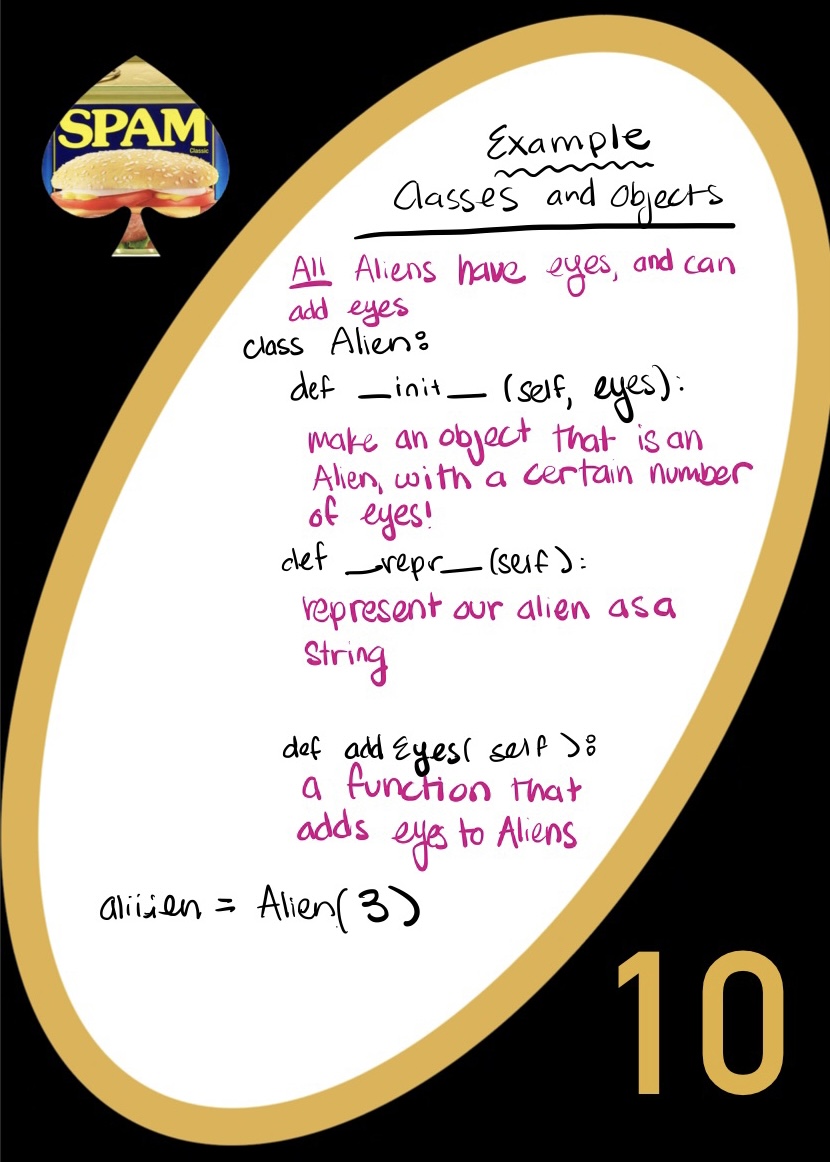 SPAM
Classic
Example
Classes and Objects
All Aliens have eyes, and can
add eyes
class Alien:
def __init__ (self, eyes):
make an object that is an
Alien, with a certain number
of eyes!
def __repr__(self):
represent our alien as a
String
def addEyes( self ):
a function that
adds eyes to Aliens
aliiien = Alien(3)
10